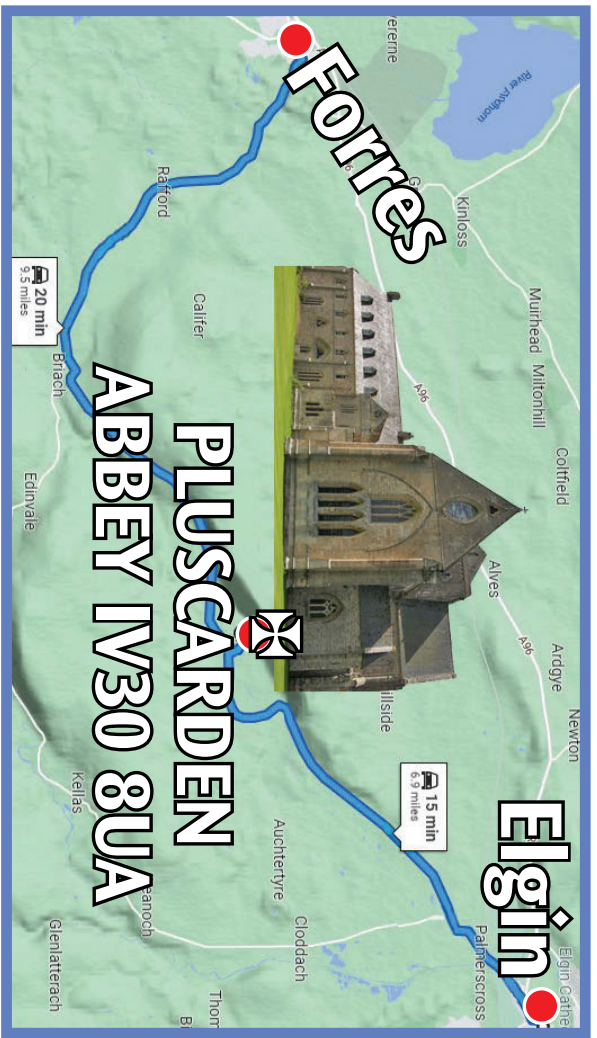 Forres
River Findhorn
Kinloss
Rafford
Califer
Muirhead
Miltonhill
Coltfield
A96
Alves
A96
Ardgye
Newton
20 min
9.5 miles
Briach
Edinvale
PLUSCARDEN
ABBEY IV30 8UA
15 min
6.9 miles
Elgin
Auchtertyre
Palmerscross
Kellas
Cloddach
Glenlatterach